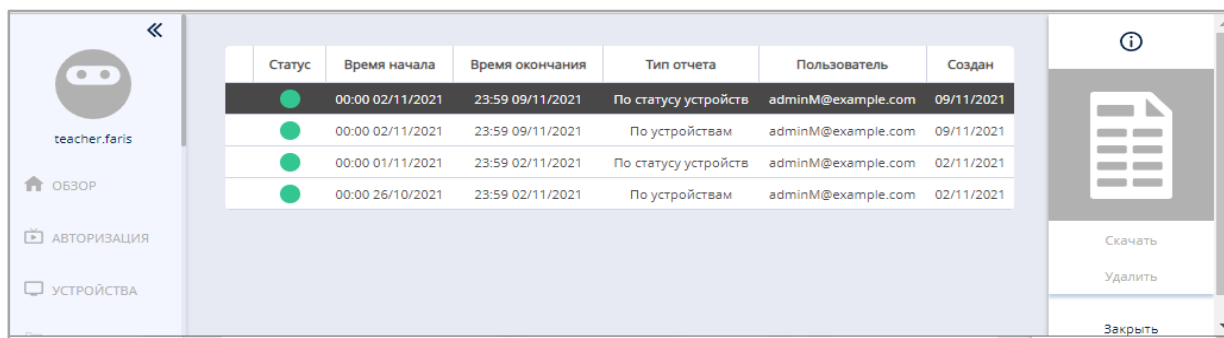 teacher.faris
ОБЗОР
АВТОРИЗАЦИЯ
УСТРОЙСТВА
Статус Время начала Время окончания Тип отчета Пользователь Создан
00:00 02/11/2021 23:59 09/11/2021 По статусу устройств adminM@example.com 09/11/2021
00:00 02/11/2021 23:59 09/11/2021 По устройствам adminM@example.com 09/11/2021
00:00 01/11/2021 23:59 02/11/2021 По статусу устройств adminM@example.com 02/11/2021
00:00 26/10/2021 23:59 02/11/2021 По устройствам adminM@example.com 02/11/2021
Скачать
Удалить
Закрыть